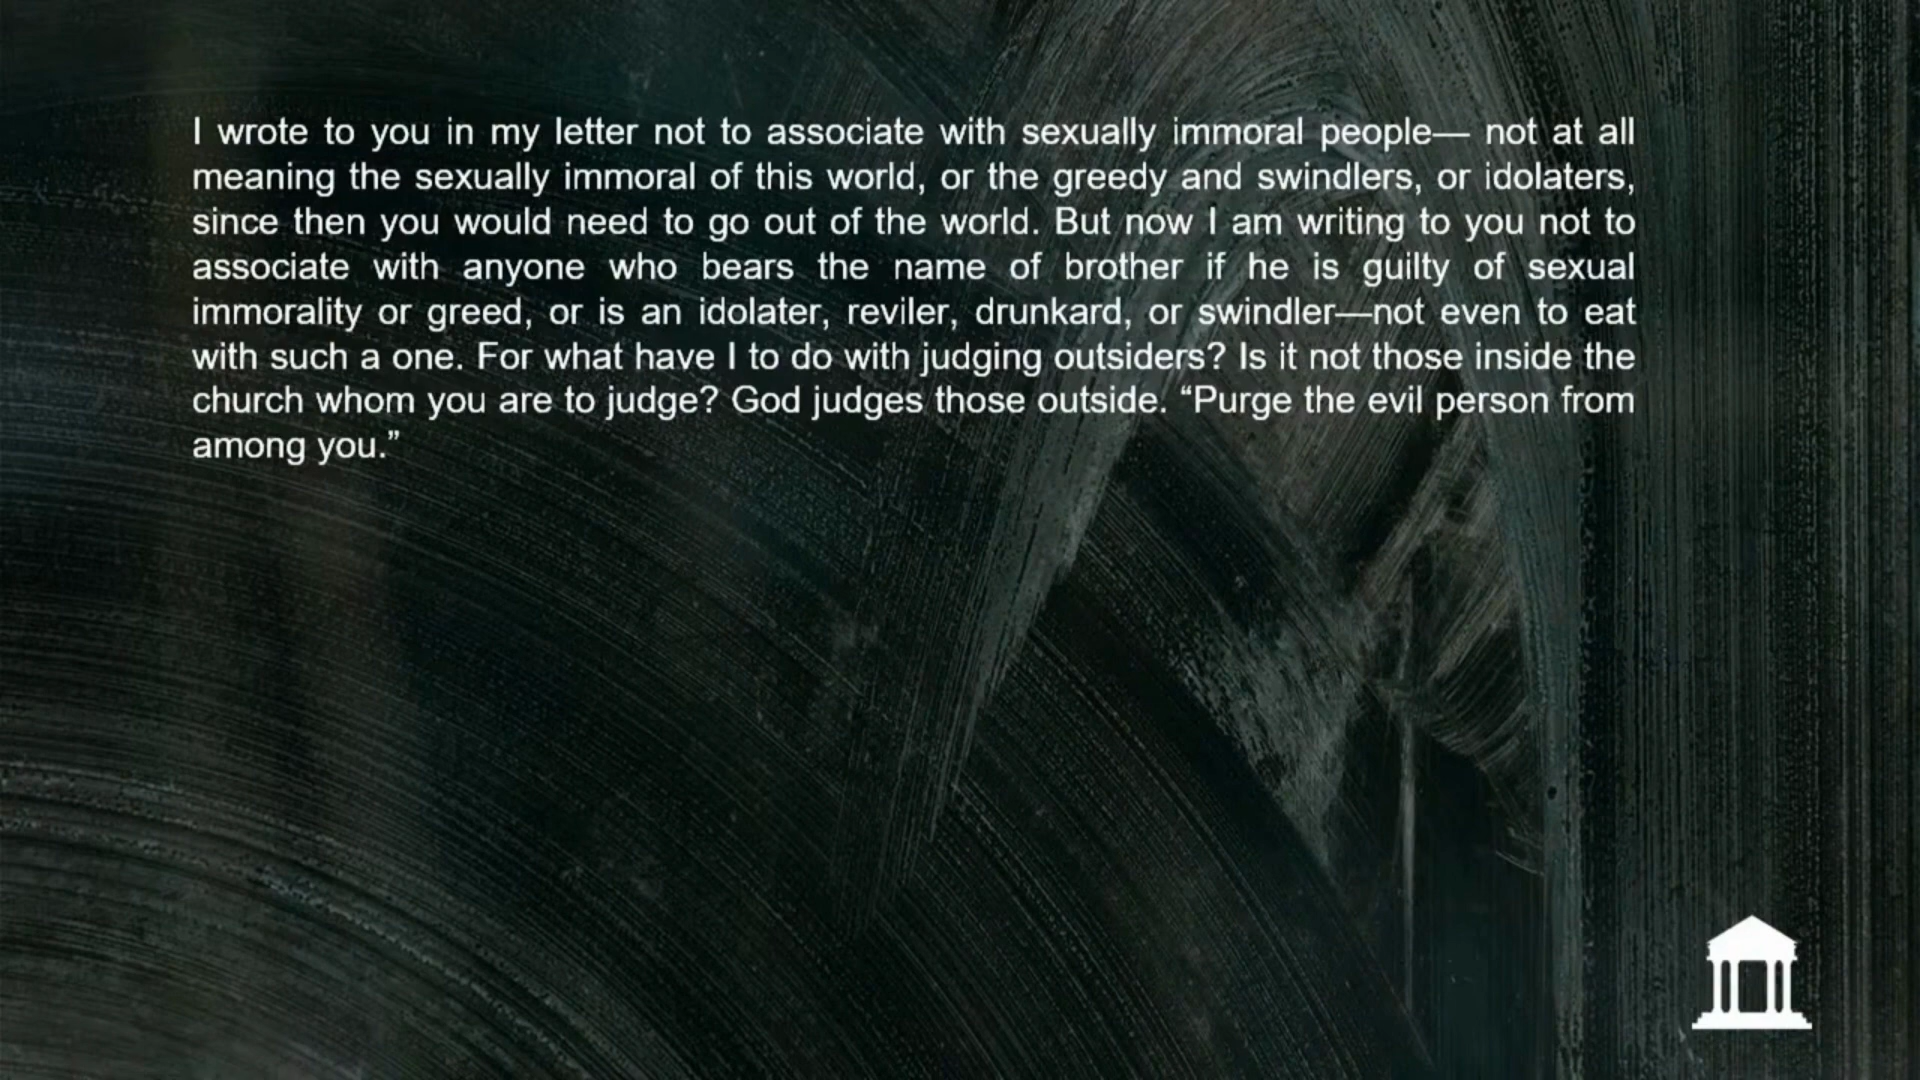 I wrote to you in my letter not to associate with sexually immoral people— not at all
meaning the sexually immoral of this world, or the greedy and swindlers, or idolaters,
since then you would need to go out of the world. But now I am writing to you not to
associate with anyone who bears the name of brother if he is guilty of sexual
immorality or greed, or is an idolater, reviler, drunkard, or swindler—not even to eat
with such a one. For what have I to do with judging outsiders? Is it not those inside the
church whom you are to judge? God judges those outside. “Purge the evil person from
among you.”